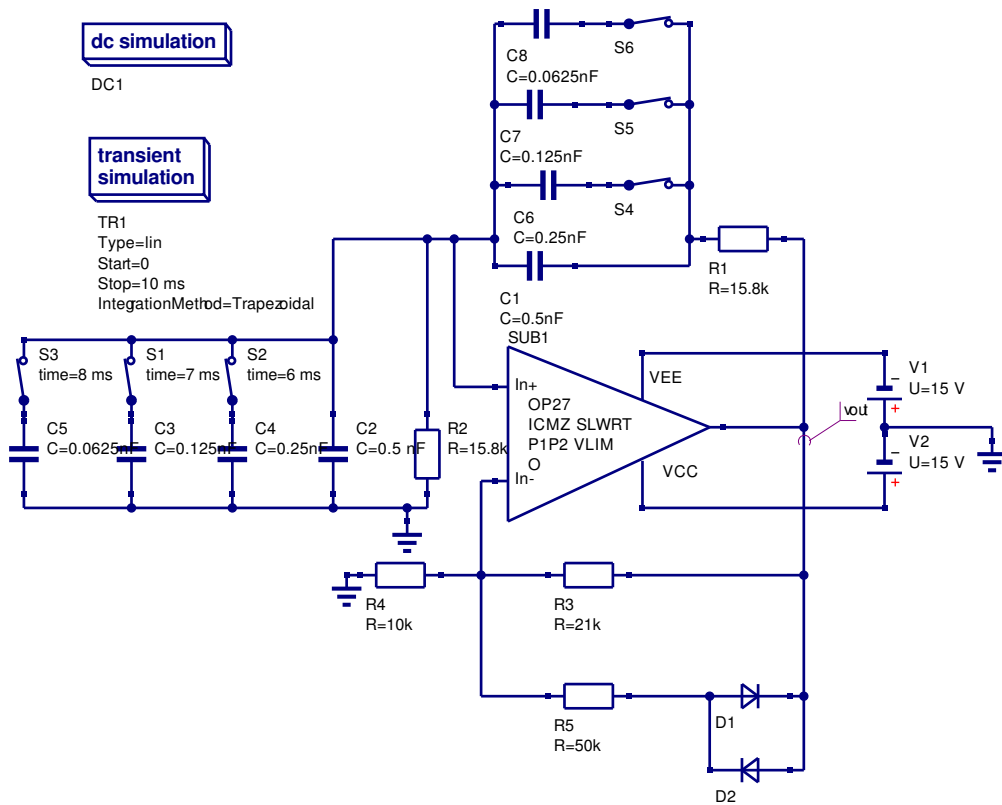 dc simulation
DC1
transient
simulation
TR1
Type=lin
Start=0
Stop=10 ms
IntegrationMethod=Trapezoidal
S6
C8
C=0.0625nF
S5
C7
C=0.125nF
S4
C6
C=0.25nF
R1
R=15.8k
C1
C=0.5nF
S3
time=8 ms
S1
time=7 ms
S2
time=6 ms
C5
C=0.0625nF
C3
C=0.125nF
C4
C=0.25nF
C2
C=0.5 nF
R2
R=15.8k
SUB1
In+
OP27
ICMZ SLWRT
P1P2 VLIM
O
In-
VEE
VCC
vout
V1
U=15 V
V2
U=15 V
− 
+
−
+
R4
R=10k
R3
R=21k
R5
R=50k
D1
D2